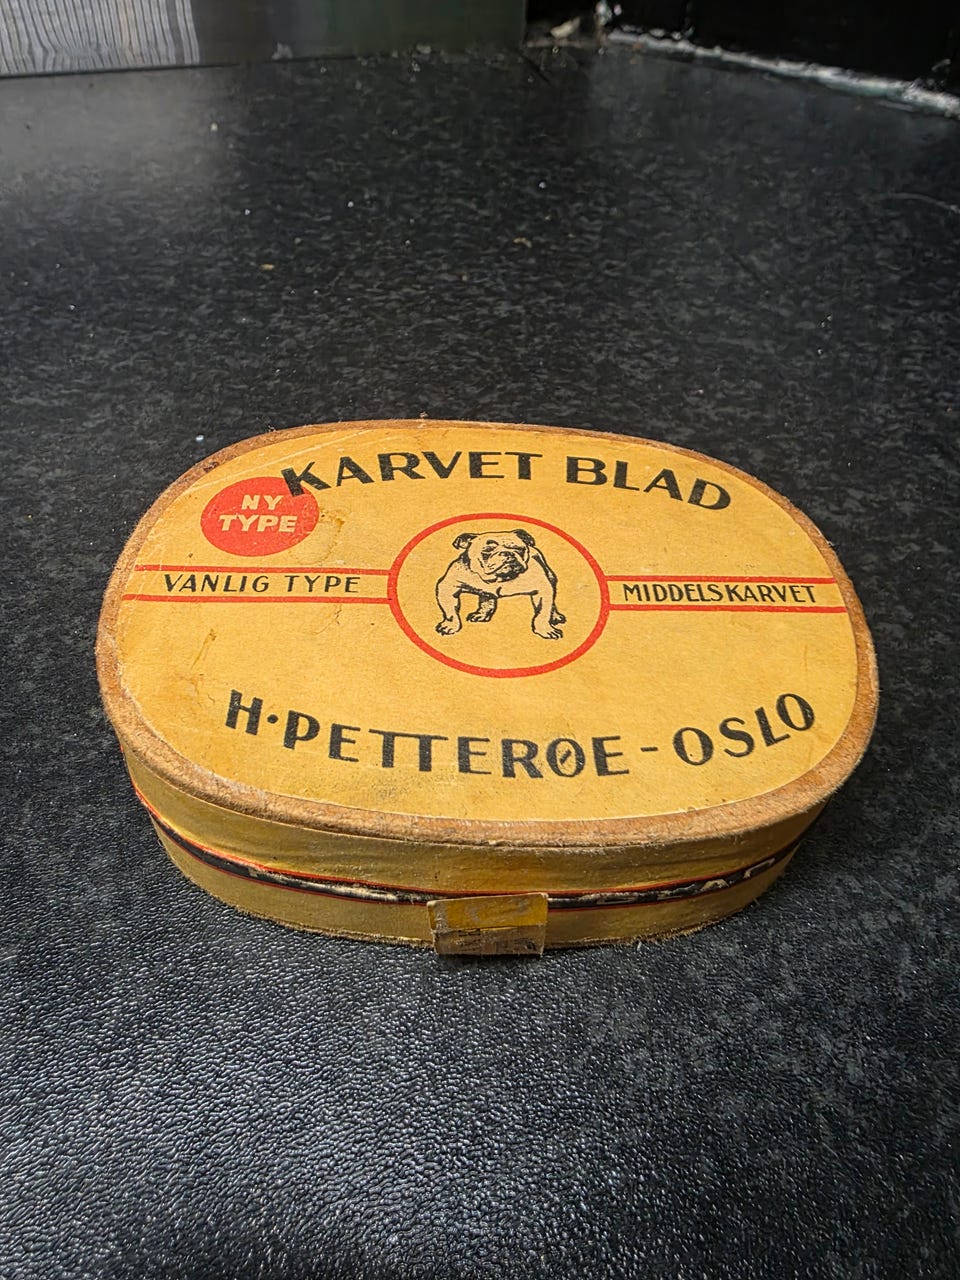 KARVET BLAD
NY
TYPE
VANLIG TYPE
MIDDELSKARVET
H·PETTERØE - OSLO